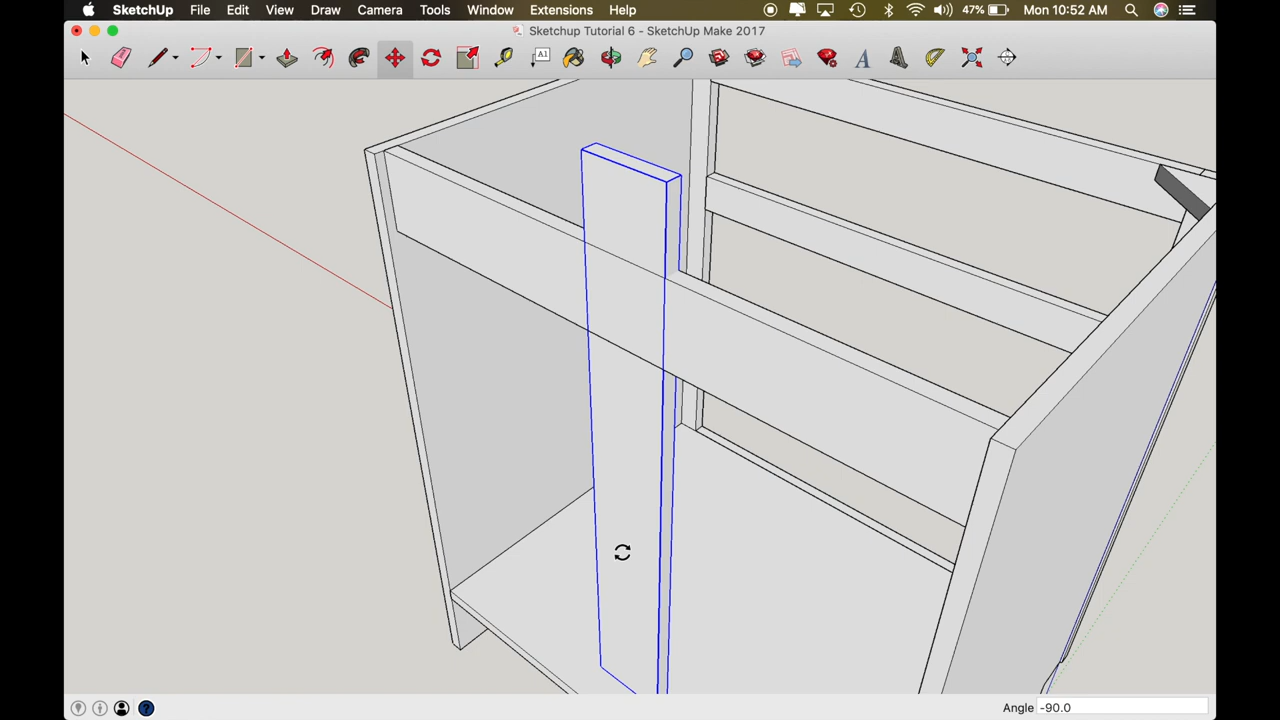 SketchUp File Edit View Draw Camera Tools Window Extensions Help 47% Mon 10:52 AM
Sketchup Tutorial 6 - SketchUp Make 2017
A1 A
Angle -90.0